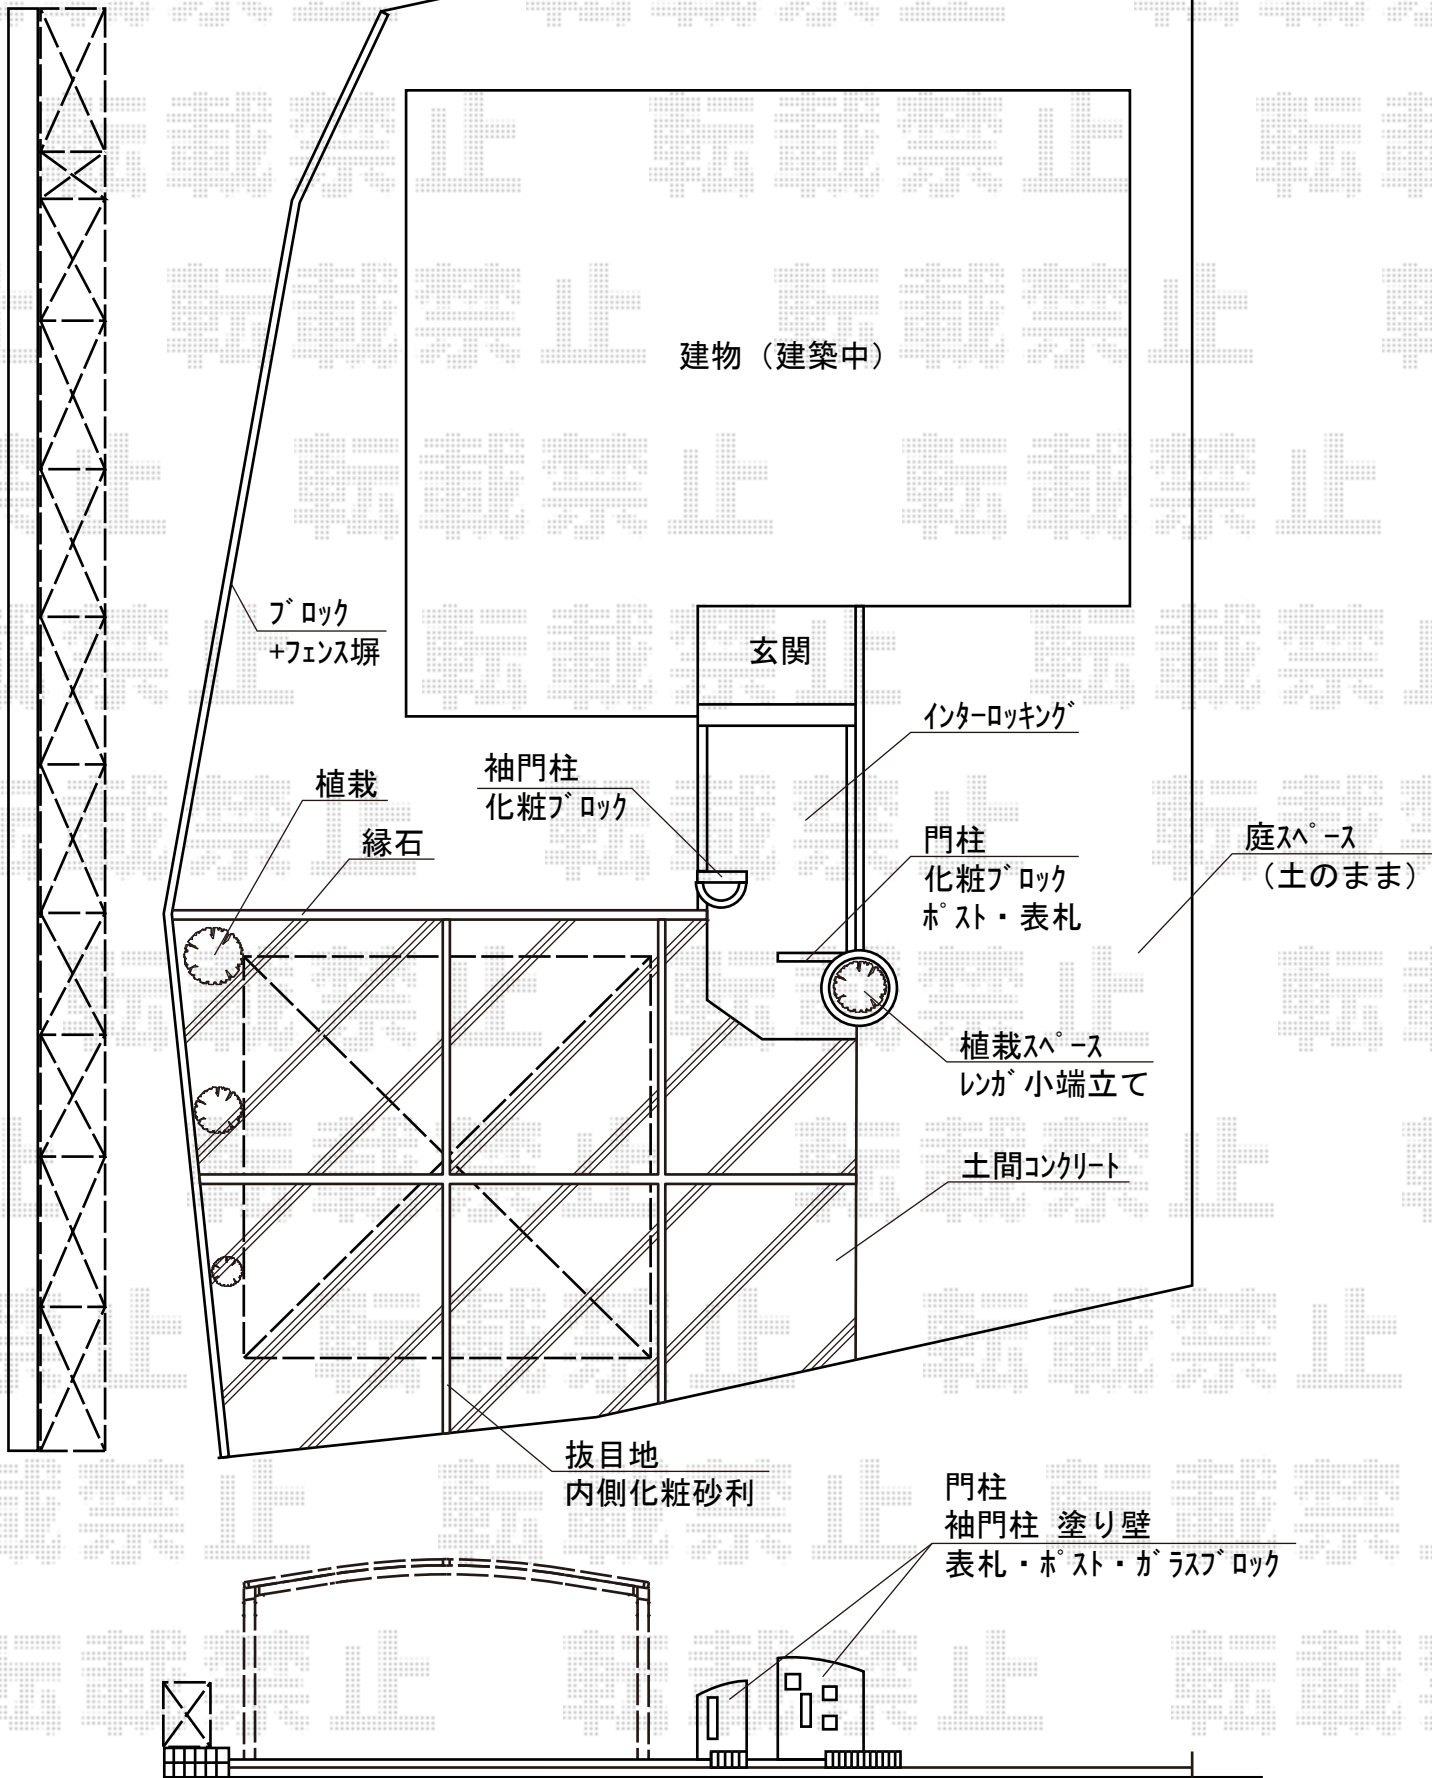 建物（建築中）
ブロック
+フェンス塀
玄関
インターロッキング
袖門柱
化粧ブロック
植栽
縁石
門柱
化粧ブロック
ポスト・表札
庭スペース
（土のまま）
植栽スペース
レンガ小端立て
土間コンクリート
抜目地
内側化粧砂利
門柱
袖門柱 塗り壁
表札・ポスト・ガラスブロック
転載禁止